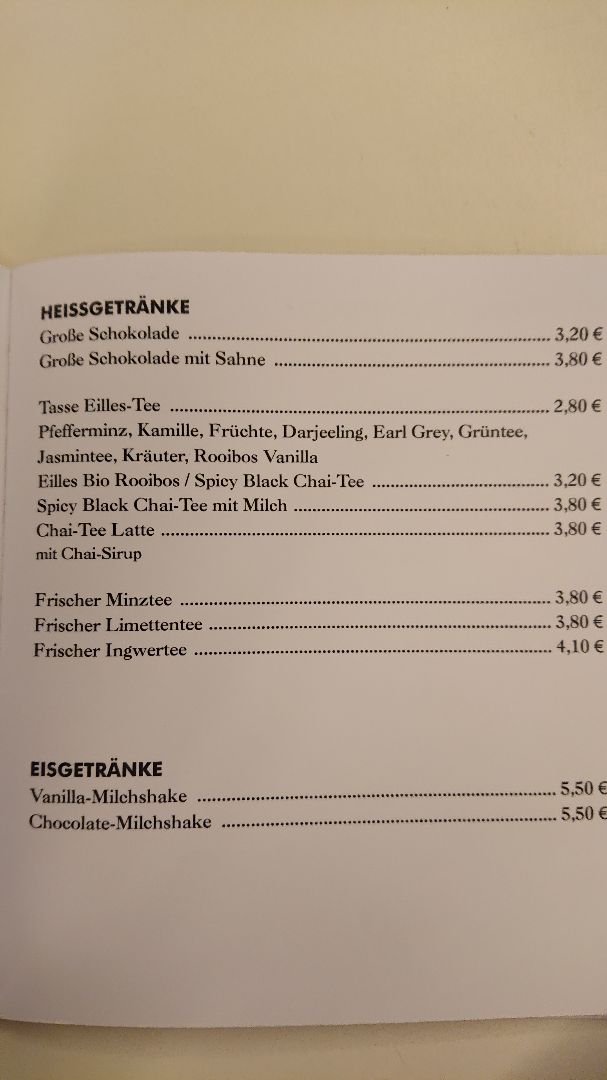 HEISSGETRÄNKE
Große Schokolade ........ 3,20 €
Große Schokolade mit Sahne ........ 3,80 €
Tasse Eilles-Tee ........ 2,80 €
Pfefferminz, Kamille, Früchte, Darjeeling, Earl Grey, Grüntee,
Jasmintee, Kräuter, Rooibos Vanilla
Eilles Bio Rooibos / Spicy Black Chai-Tee ........ 3,20 €
Spicy Black Chai-Tee mit Milch ........ 3,80 €
Chai-Tee Latte ........ 3,80 €
mit Chai-Sirup
Frischer Minztee ........ 3,80 €
Frischer Limettentee ........ 3,80 €
Frischer Ingwertee ........ 4,10 €
EISGETRÄNKE
Vanilla-Milchshake ........ 5,50 €
Chocolate-Milchshake ........ 5,50 €